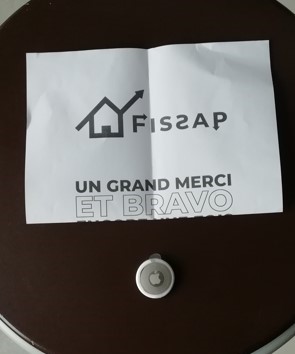 FISSAP
UN GRAND MERCI
ET BRAVO